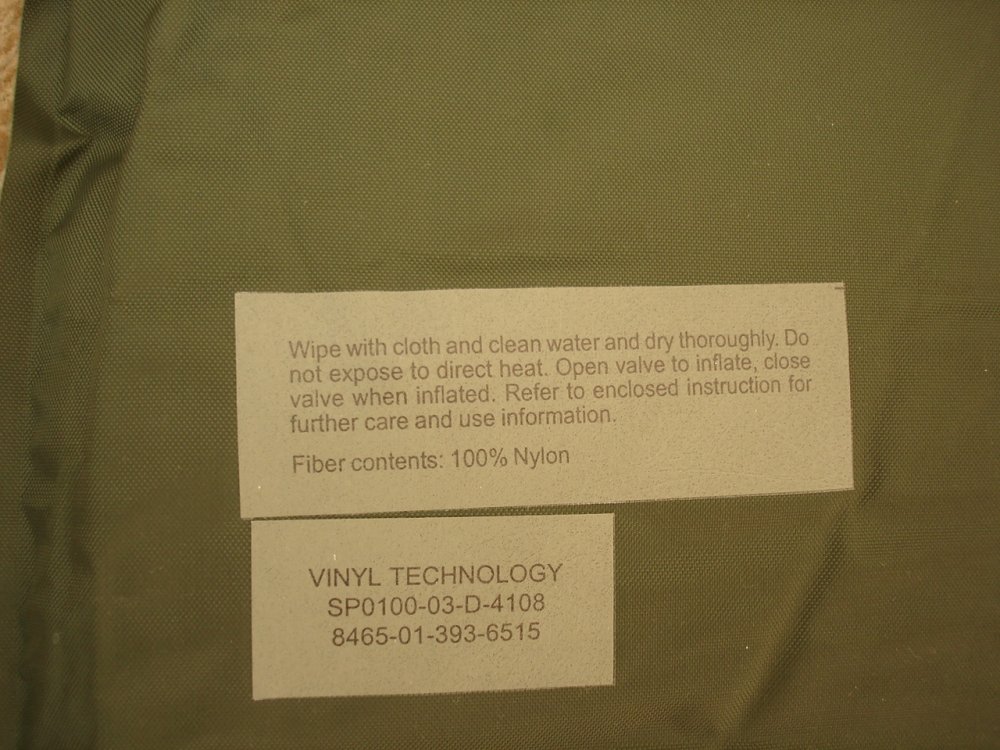 Wipe with cloth and clean water and dry thoroughly. Do
not expose to direct heat. Open valve to inflate, close
valve when inflated. Refer to enclosed instruction for
further care and use information.
Fiber contents: 100% Nylon
VINYL TECHNOLOGY
SP0100-03-D-4108
8465-01-393-6515